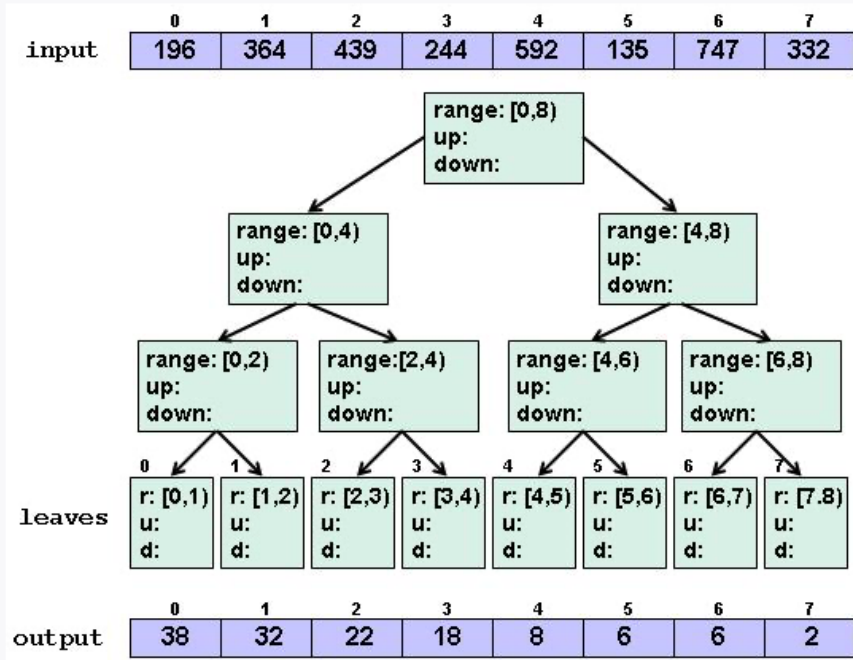 0 1 2 3 4 5 6 7
input 196 364 439 244 592 135 747 332
range: [0,8)
up:
down:
range: [0,4)
up:
down:
range: [4,8)
up:
down:
range: [0,2)
up:
down:
range:[2,4)
up:
down:
range: [4,6)
up:
down:
range: [6,8)
up:
down:
0 1 2 3 4 5 6 7
leaves
r: [0,1) r: [1,2) r: [2,3) r: [3,4) r: [4,5) r: [5,6) r: [6,7) r: [7.8)
u: u: u: u: u: u: u: u:
d: d: d: d: d: d: d: d:
0 1 2 3 4 5 6 7
output 38 32 22 18 8 6 6 2